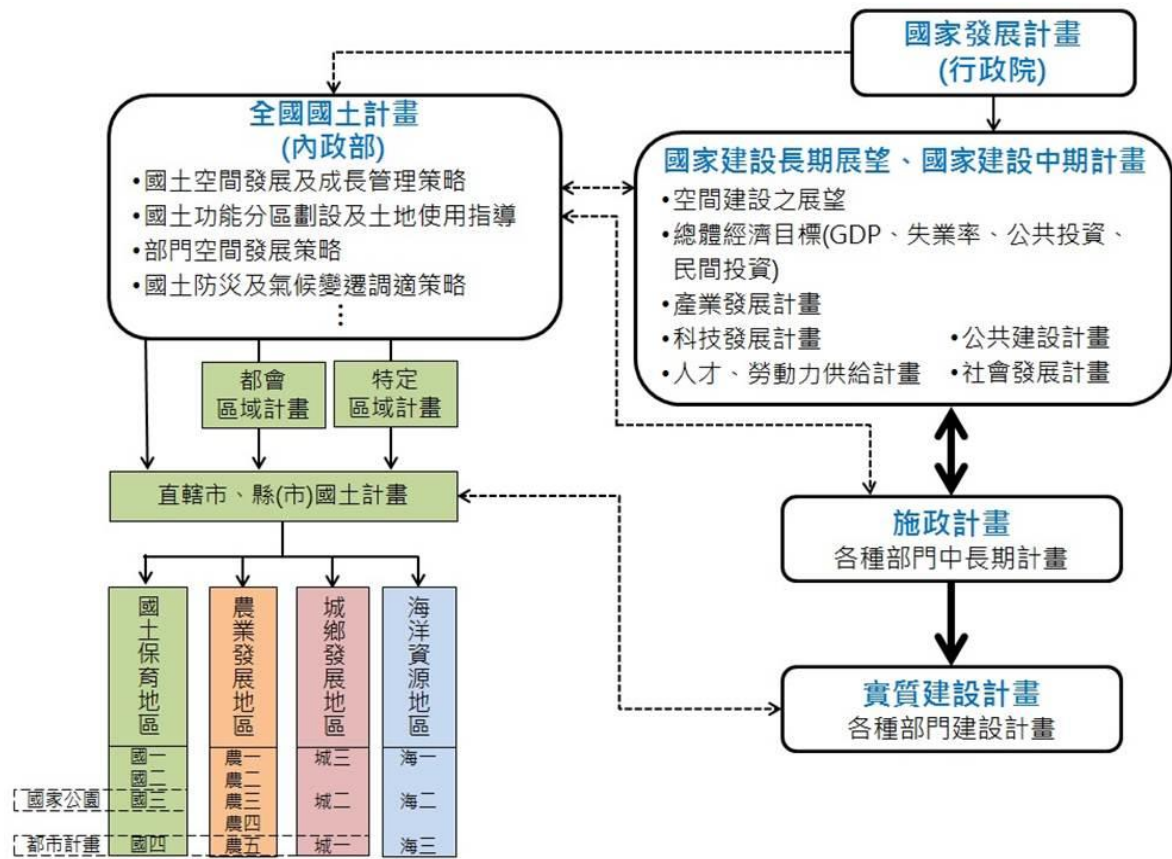 國家發展計畫
(行政院)
全國國土計畫
(內政部)
•國土空間發展及成長管理策略
•國土功能分區劃設及土地使用指導
•部門空間發展策略
•國土防災及氣候變遷調適策略
⋮
國家建設長期展望、國家建設中期計畫
•空間建設之展望
•總體經濟目標(GDP、失業率、公共投資、
民間投資)
•產業發展計畫
•科技發展計畫
•公共建設計畫
•人才、勞動力供給計畫
•社會發展計畫
都會
區域計畫
特定
區域計畫
直轄市、縣(市)國土計畫
施政計畫
各種部門中長期計畫
實質建設計畫
各種部門建設計畫
國土保育地區
農業發展地區
城鄉發展地區
海洋資源地區
國一
國二
國三
國四
農一
農二
農三
農四
農五
城三
城二
城一
海一
海二
海三
國家公園
都市計畫